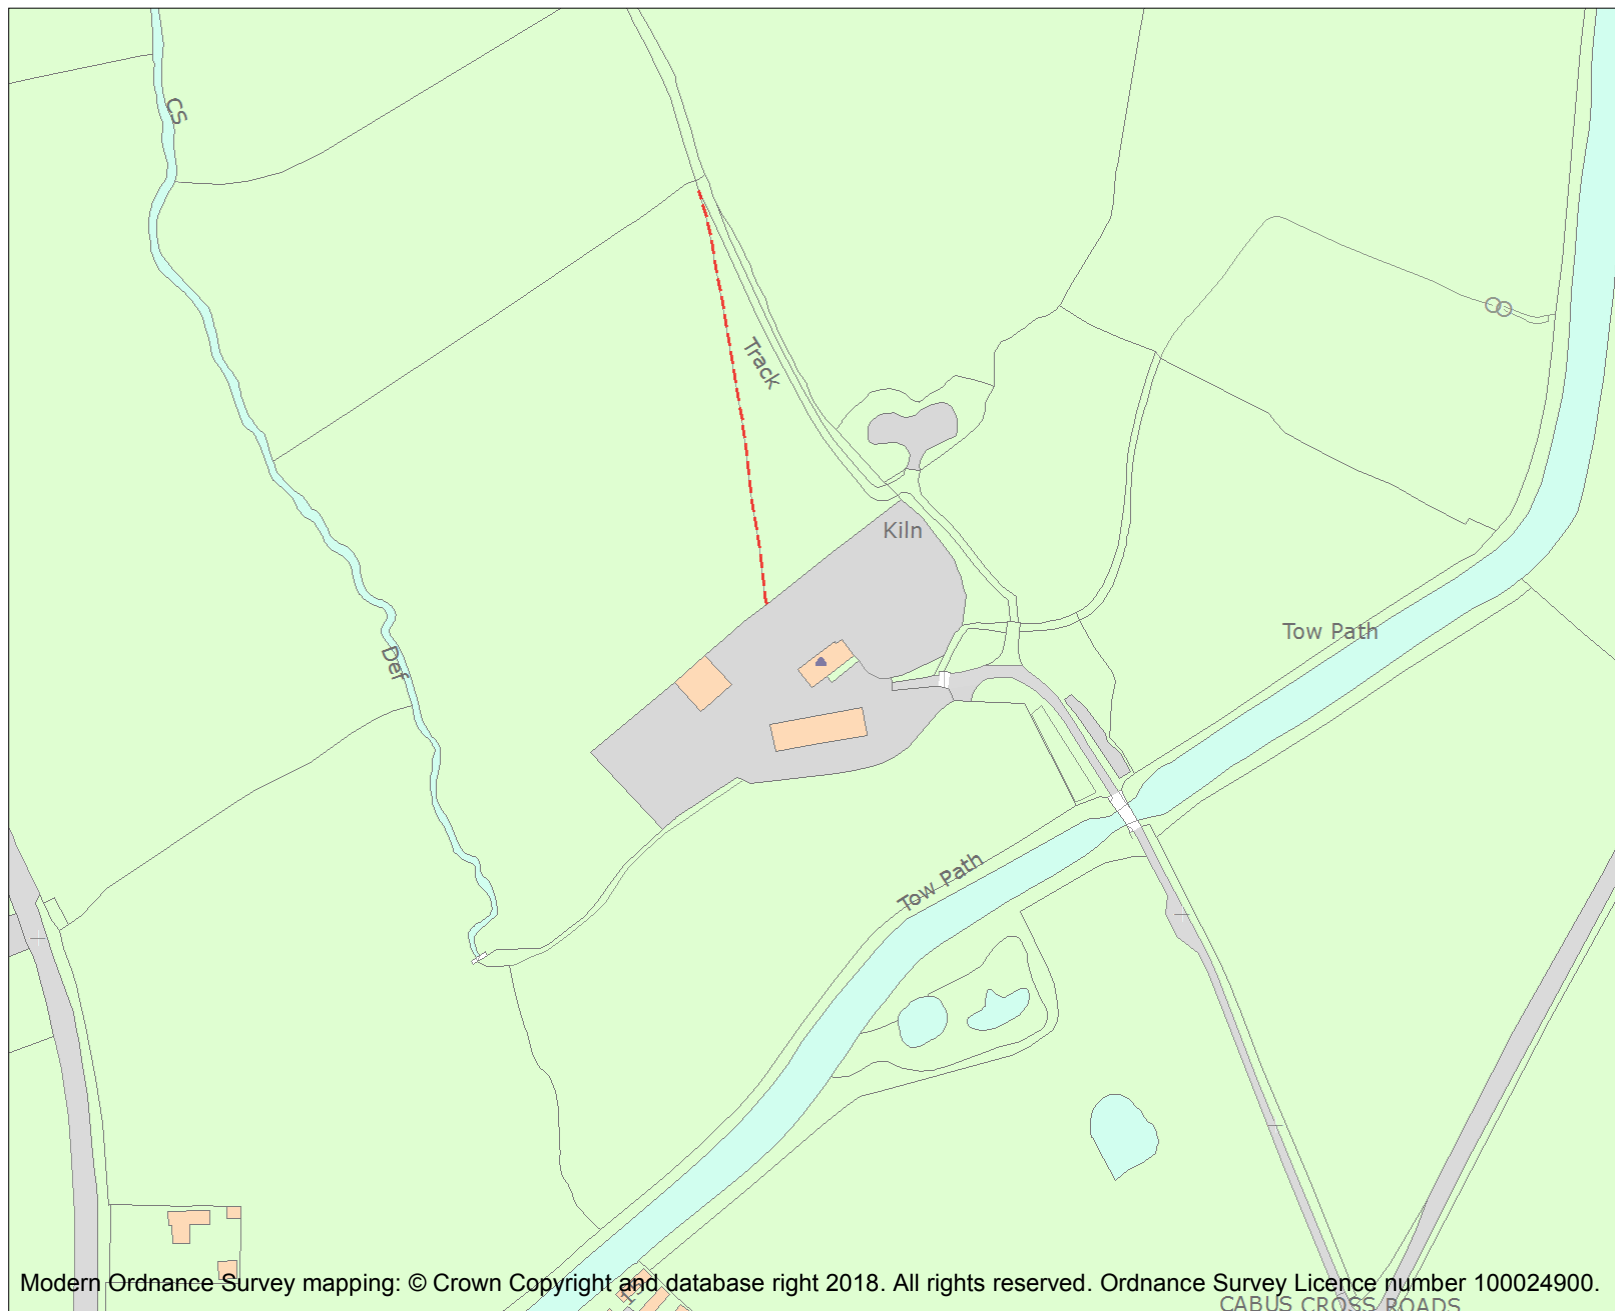 CS
Track
Kiln
Tow Path
Def
Tow Path
Modern Ordnance Survey mapping: © Crown Copyright and database right 2018. All rights reserved. Ordnance Survey Licence number 100024900.
CABUS CROSS ROADS